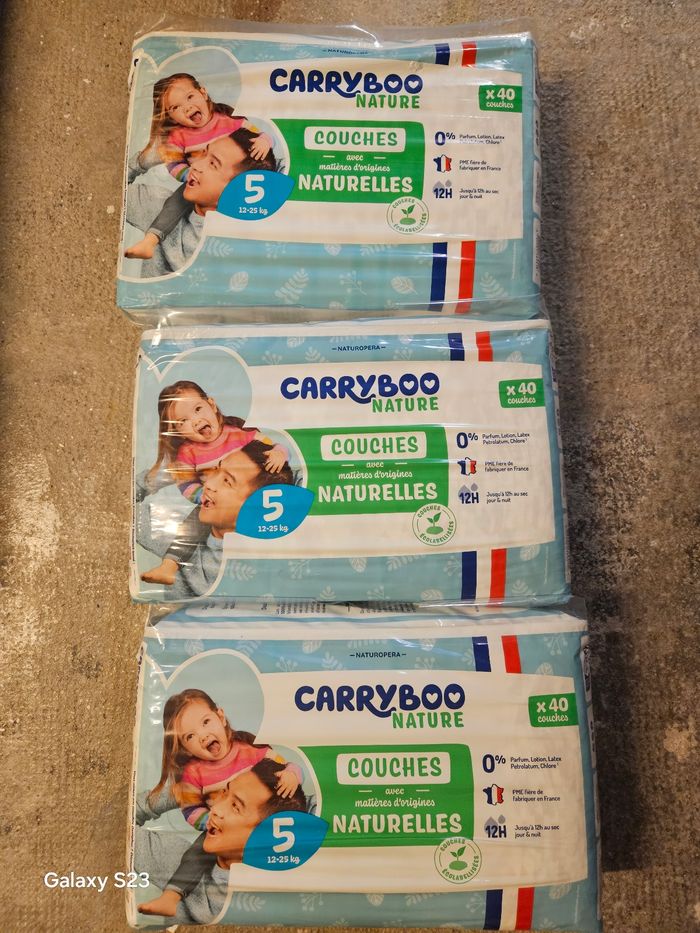 —NATUROPERA—
CARRYBOO
NATURE
x 40
couches
COUCHES
avec
matières d'origines
NATURELLES
0% Parfum, Lotion, Latex
Petrolatum, Chlore
PME fière de
fabriquer en France
12H Jusqu'à 12h au sec
jour & nuit
5
12-25 kg
COUCHES
ÉCOLABELLISÉES
—NATUROPERA—
CARRYBOO
NATURE
x 40
couches
COUCHES
avec
matières d'origines
NATURELLES
0% Parfum, Lotion, Latex
Petrolatum, Chlore
PME fière de
fabriquer en France
12H Jusqu'à 12h au sec
jour & nuit
5
12-25 kg
COUCHES
ÉCOLABELLISÉES
—NATUROPERA—
CARRYBOO
NATURE
x 40
couches
COUCHES
avec
matières d'origines
NATURELLES
0% Parfum, Lotion, Latex
Petrolatum, Chlore
PME fière de
fabriquer en France
12H Jusqu'à 12h au sec
jour & nuit
5
12-25 kg
COUCHES
ÉCOLABELLISÉES
Galaxy S23